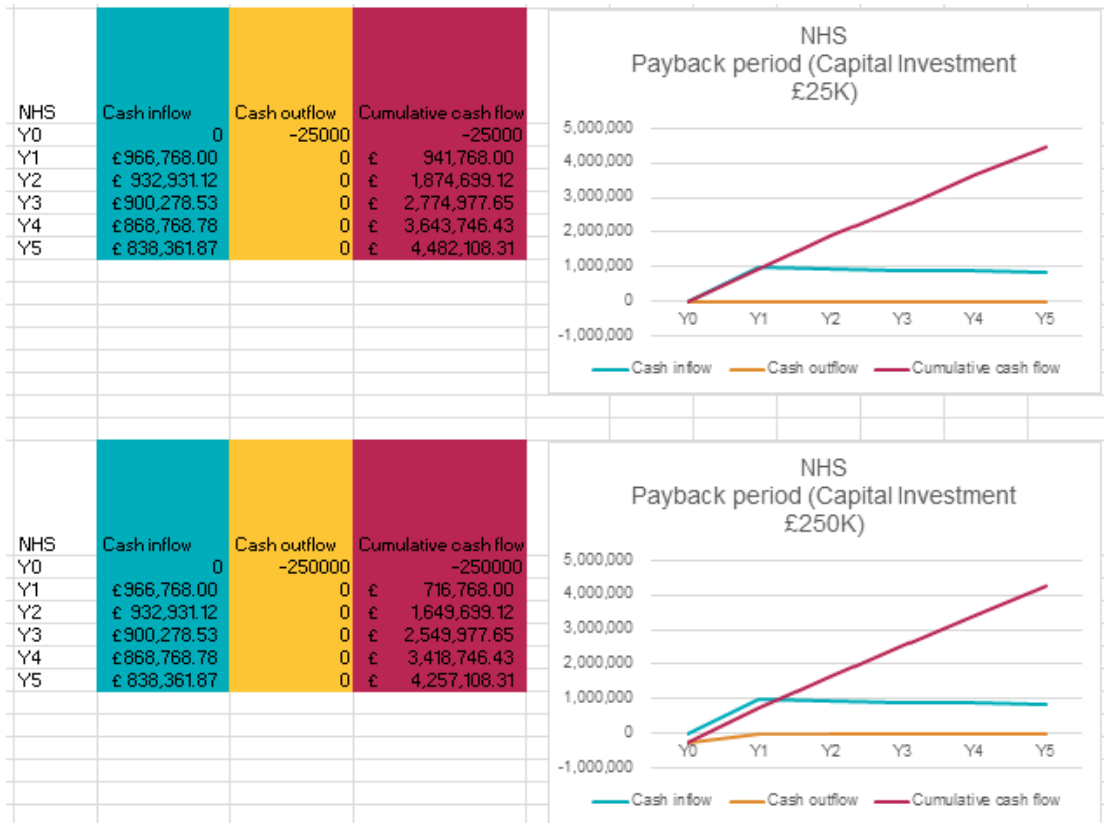 NHS Cash inflow Cash outflow Cumulative cash flow
Y0 0 -25000 -25000
Y1 £966,768.00 0 £ 941,768.00
Y2 £ 932,931.12 0 £ 1,874,699.12
Y3 £900,278.53 0 £ 2,774,977.65
Y4 £868,768.78 0 £ 3,643,746.43
Y5 £ 838,361.87 0 £ 4,482,108.31
NHS
Payback period (Capital Investment
£25K)
5,000,000
4,000,000
3,000,000
2,000,000
1,000,000
0
-1,000,000
Y0 Y1 Y2 Y3 Y4 Y5
Cash inflow Cash outflow Cumulative cash flow
NHS Cash inflow Cash outflow Cumulative cash flow
Y0 0 -250000 -250000
Y1 £966,768.00 0 £ 716,768.00
Y2 £ 932,931.12 0 £ 1,649,699.12
Y3 £900,278.53 0 £ 2,549,977.65
Y4 £868,768.78 0 £ 3,418,746.43
Y5 £ 838,361.87 0 £ 4,257,108.31
NHS
Payback period (Capital Investment
£250K)
5,000,000
4,000,000
3,000,000
2,000,000
1,000,000
0
-1,000,000
Y0 Y1 Y2 Y3 Y4 Y5
Cash inflow Cash outflow Cumulative cash flow